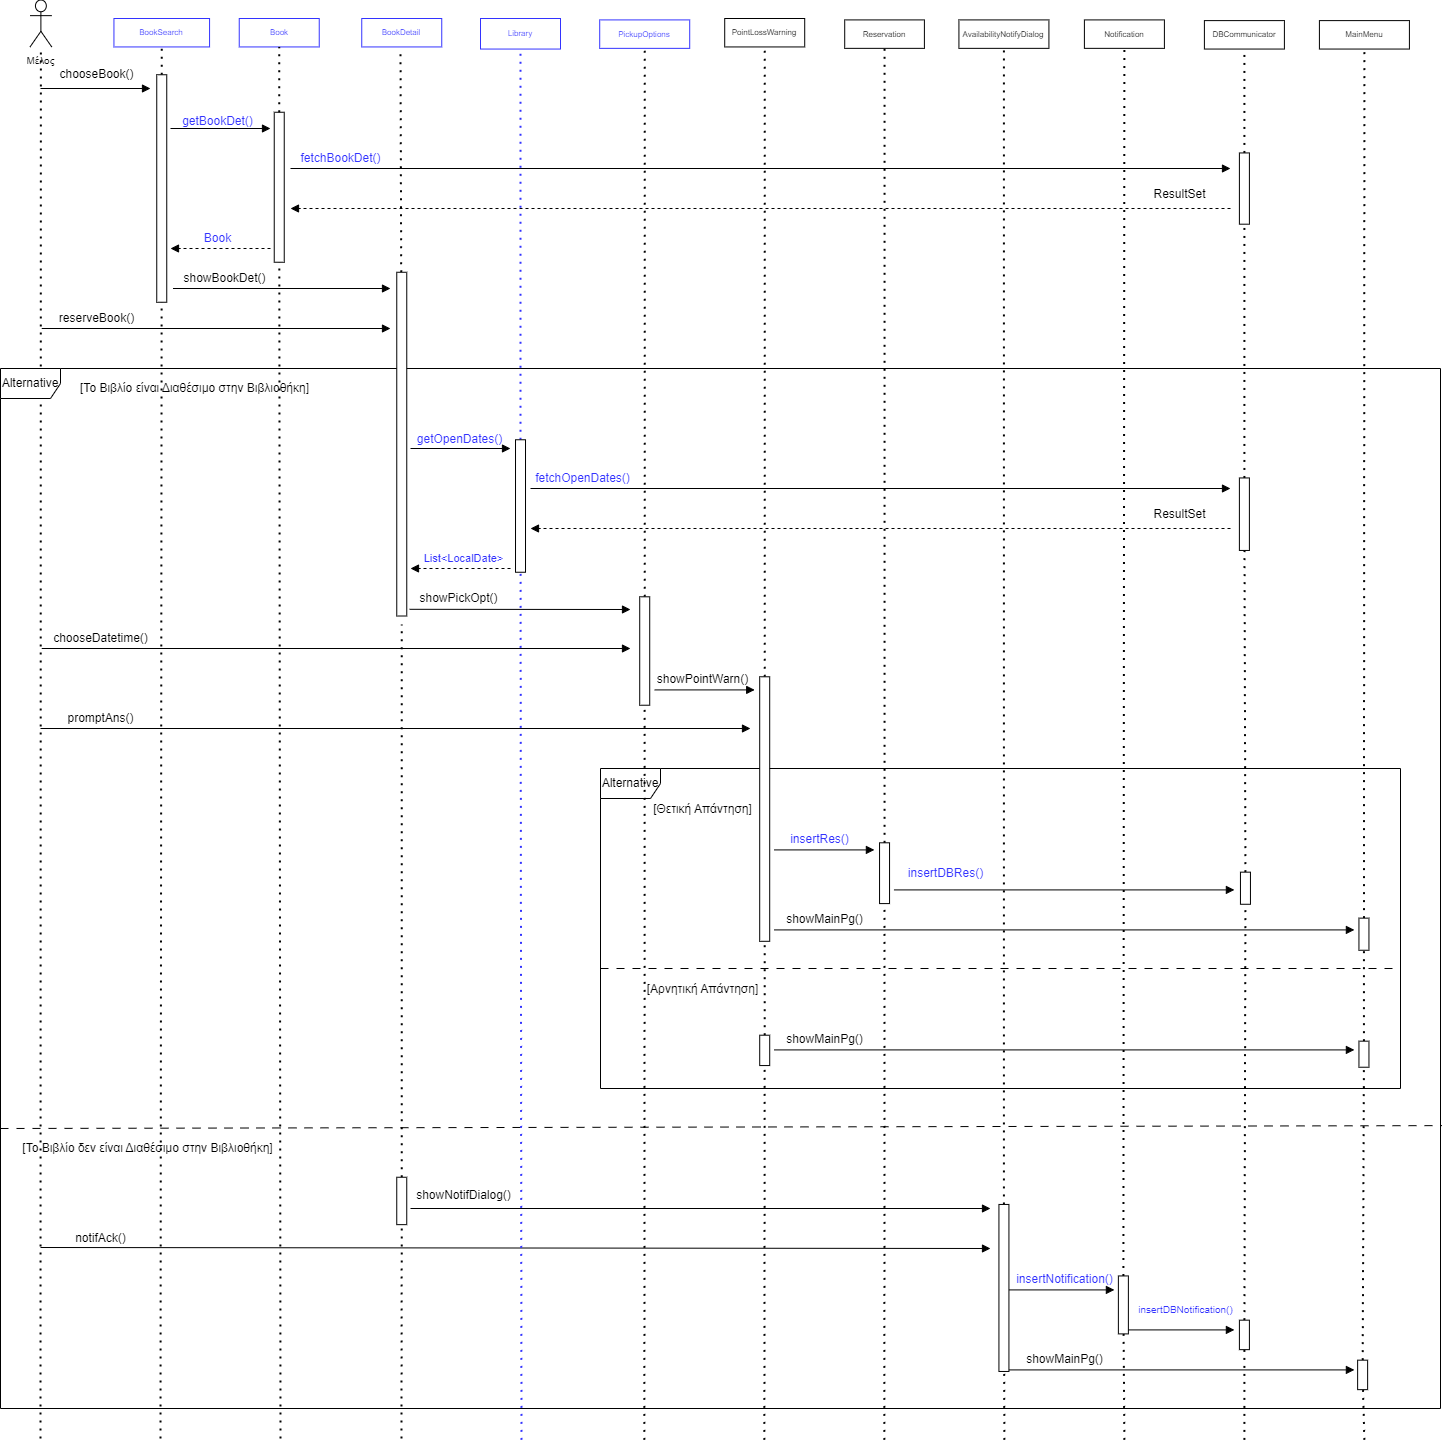 BookSearch
Book
BookDetail
Library
PickupOptions
PointLossWarning
Reservation
AvailabilityNotifyDialog
Notification
DBCommunicator
MainMenu
Μέλος
chooseBook()
getBookDet()
fetchBookDet()
ResultSet
Book
showBookDet()
reserveBook()
Alternative
[Το Βιβλίο είναι Διαθέσιμο στην Βιβλιοθήκη]
getOpenDates()
fetchOpenDates()
ResultSet
List<LocalDate>
showPickOpt()
chooseDatetime()
showPointWarn()
promptAns()
Alternative
[Θετική Απάντηση]
insertRes()
insertDBRes()
showMainPg()
[Αρνητική Απάντηση]
showMainPg()
[Το Βιβλίο δεν είναι Διαθέσιμο στην Βιβλιοθήκη]
showNotifDialog()
notifAck()
insertNotification()
insertDBNotification()
showMainPg()